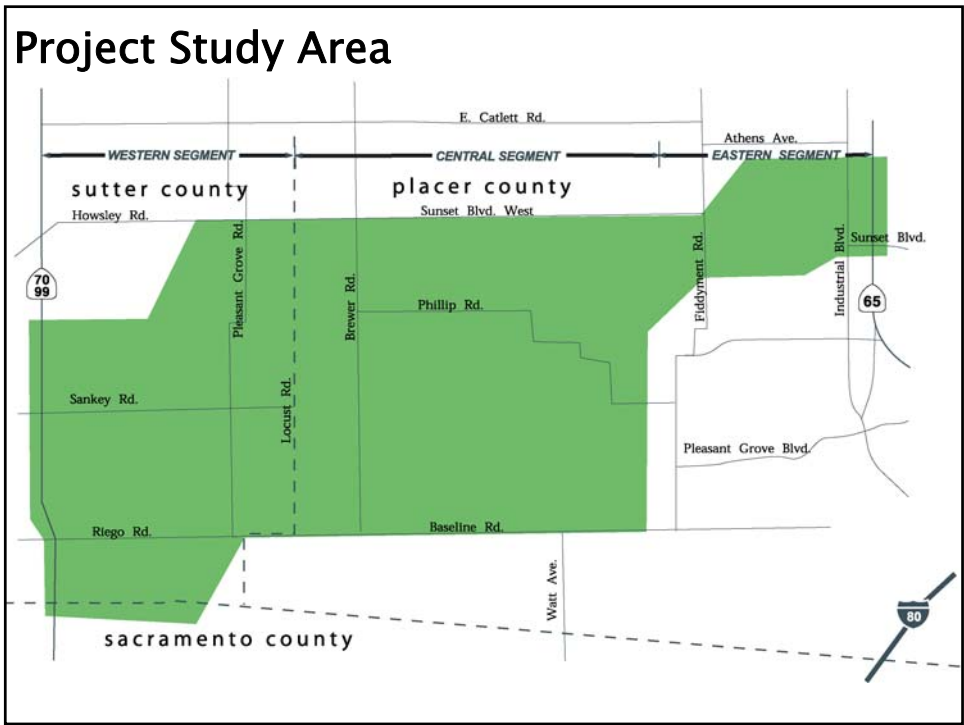 Project Study Area
E. Catlett Rd.
Athens Ave.
WESTERN SEGMENT
CENTRAL SEGMENT
EASTERN SEGMENT
sutter county
placer county
Howsley Rd.
Sunset Blvd. West
Pleasant Grove Rd.
Fiddyment Rd.
Industrial Blvd.
Sunset Blvd.
70
99
Brewer Rd.
Phillip Rd.
65
Sankey Rd.
Locust Rd.
Pleasant Grove Blvd.
Riego Rd.
Baseline Rd.
Watt Ave.
80
sacramento county